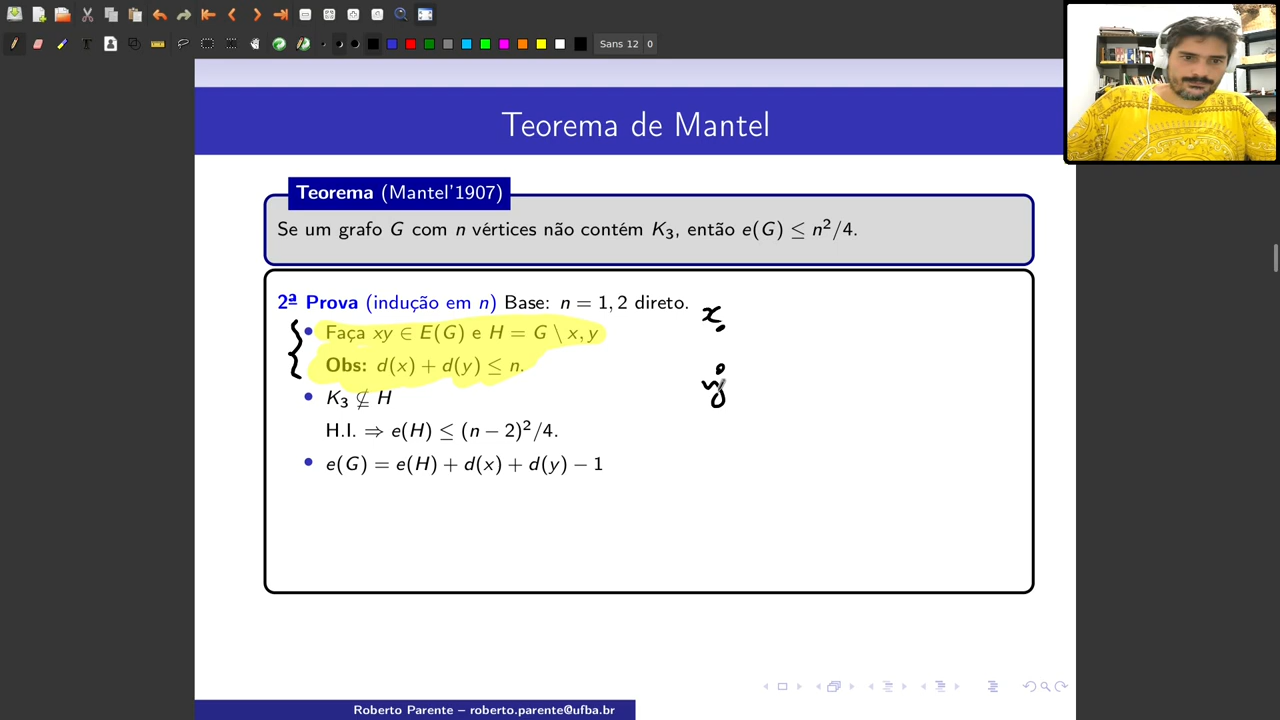 Sans 12 0
Teorema de Mantel
Teorema (Mantel'1907)
Se um grafo G com n vértices não contém K₃, então e(G) ≤ n²/4.
2ª Prova (indução em n) Base: n = 1, 2 direto.
• Faça xy ∈ E(G) e H = G \ x, y
Obs: d(x) + d(y) ≤ n.
• K₃ ⊈ H
H.I. ⇒ e(H) ≤ (n − 2)²/4.
• e(G) = e(H) + d(x) + d(y) − 1
x
y
Roberto Parente – roberto.parente@ufba.br